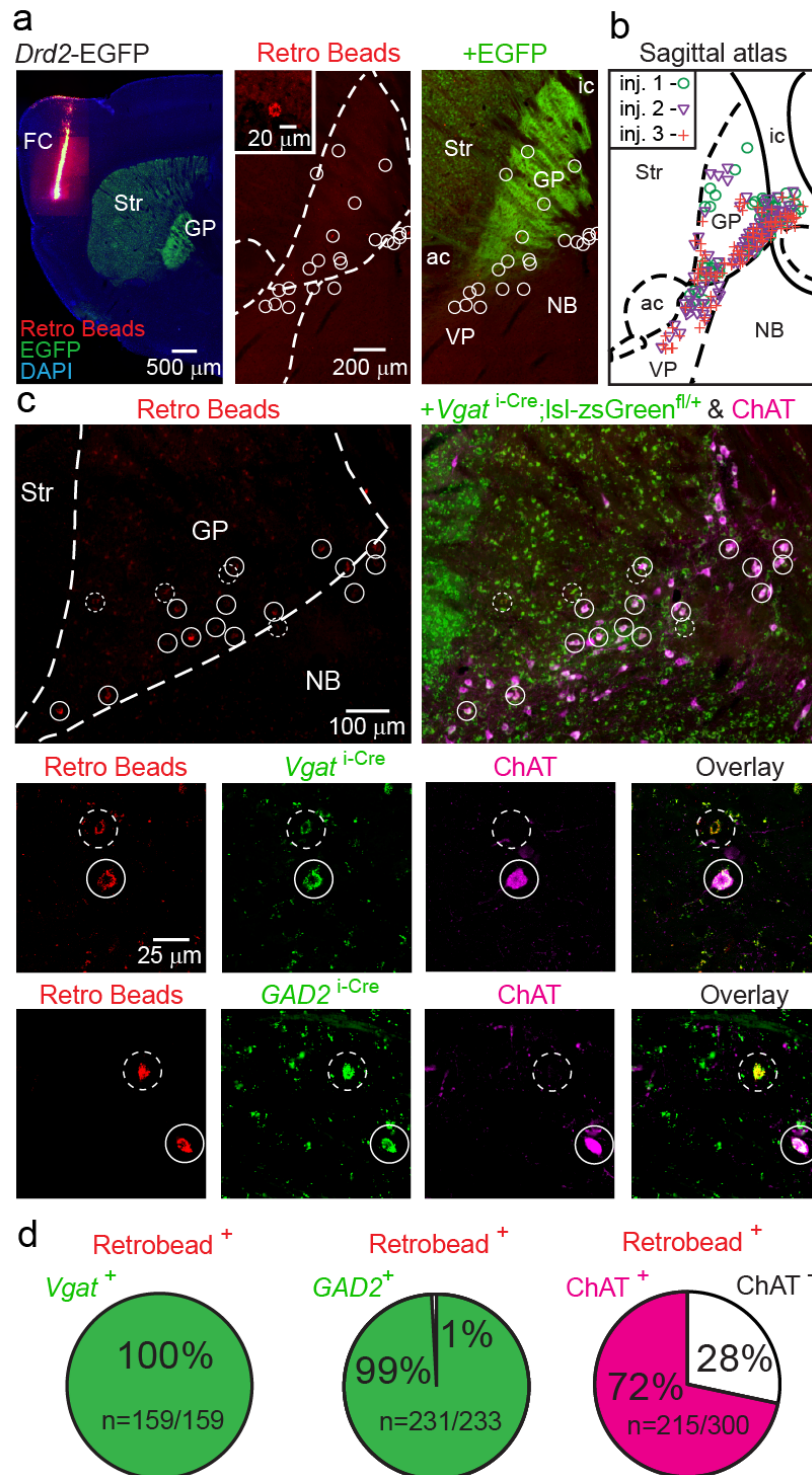 a
Drd2-EGFP
Retro Beads
+EGFP
FC
Str
GP
Retro Beads
EGFP
DAPI
500 μm
20 μm
200 μm
Str
ic
GP
ac
VP
NB
b
Sagittal atlas
inj. 1 -
inj. 2 -
inj. 3 -
ic
Str
GP
ac
VP
NB
c
Retro Beads
+Vgat i-Cre;lsl-zsGreen fl/+ & ChAT
Str
GP
NB
100 μm
Retro Beads
Vgat i-Cre
ChAT
Overlay
25 μm
Retro Beads
GAD2 i-Cre
ChAT
Overlay
d
Retrobead +
Vgat +
100%
n=159/159
Retrobead +
GAD2+
99%
1%
n=231/233
Retrobead +
ChAT +
ChAT -
72%
28%
n=215/300